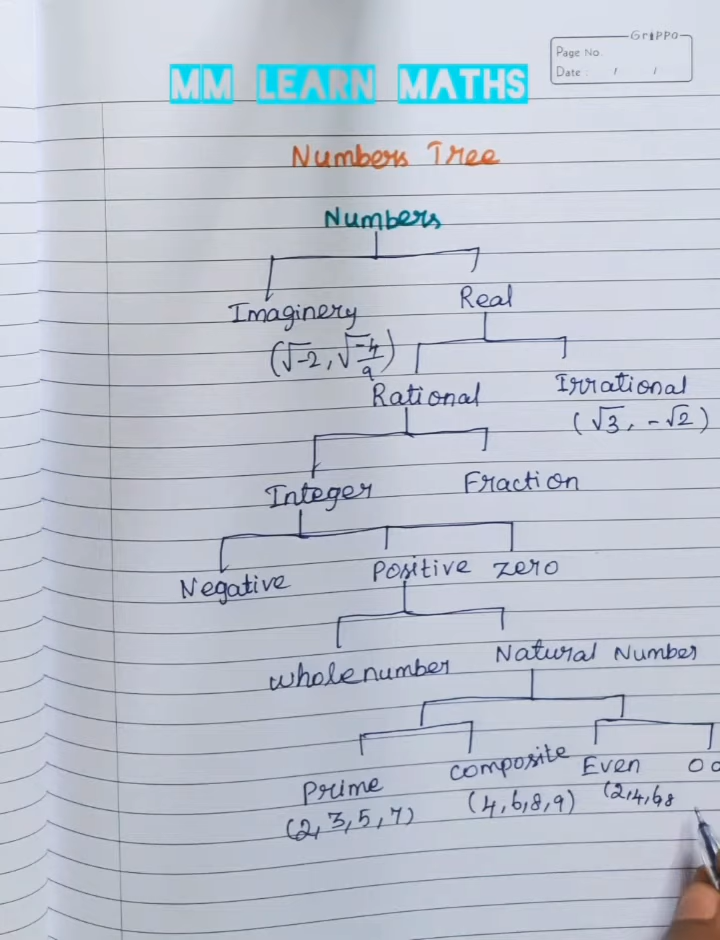 Grippo
Page No.
Date : / /
MM LEARN MATHS
Numbers Tree
Numbers
Imaginery
Real
(√-2, √-4/9)
Rational
Irrational
(√3, -√2)
Integer
Fraction
Negative
Positive
zero
whole number
Natural Number
Prime
composite
Even
(2,3,5,7)
(4,6,8,9)
(2,4,6,8